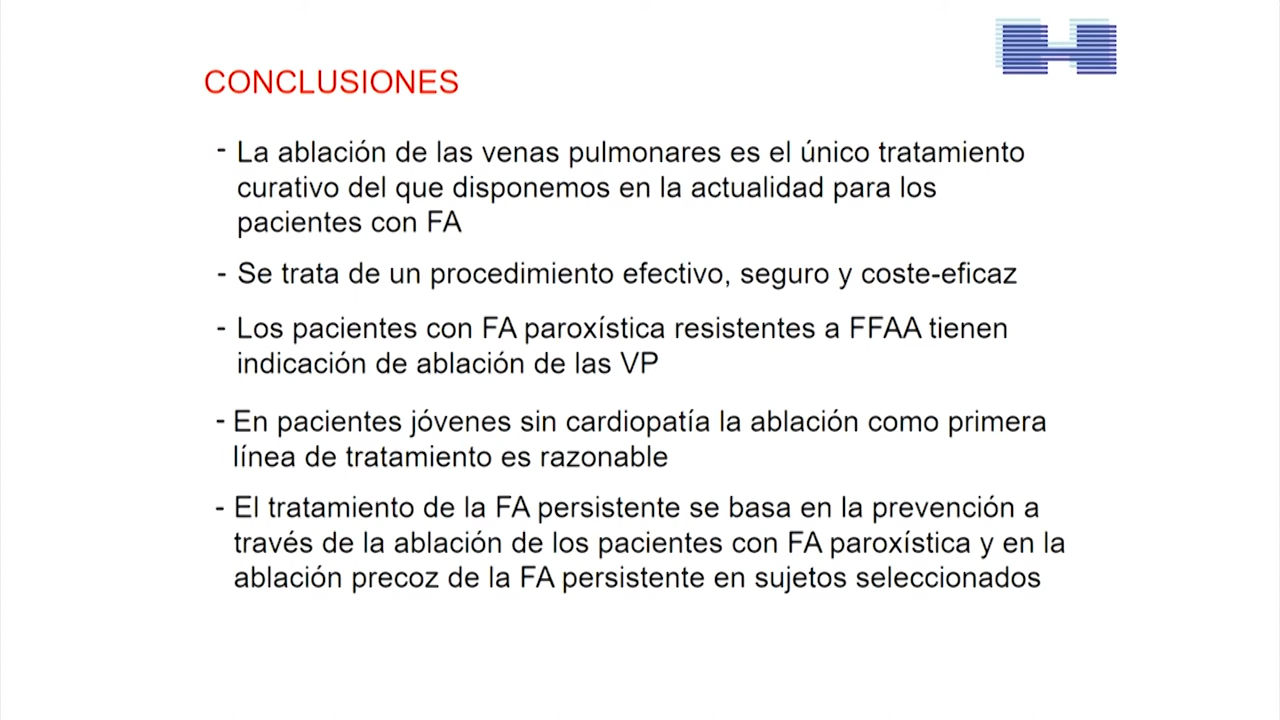 CONCLUSIONES
- La ablación de las venas pulmonares es el único tratamiento
curativo del que disponemos en la actualidad para los
pacientes con FA
- Se trata de un procedimiento efectivo, seguro y coste-eficaz
- Los pacientes con FA paroxística resistentes a FFAA tienen
indicación de ablación de las VP
- En pacientes jóvenes sin cardiopatía la ablación como primera
línea de tratamiento es razonable
- El tratamiento de la FA persistente se basa en la prevención a
través de la ablación de los pacientes con FA paroxística y en la
ablación precoz de la FA persistente en sujetos seleccionados